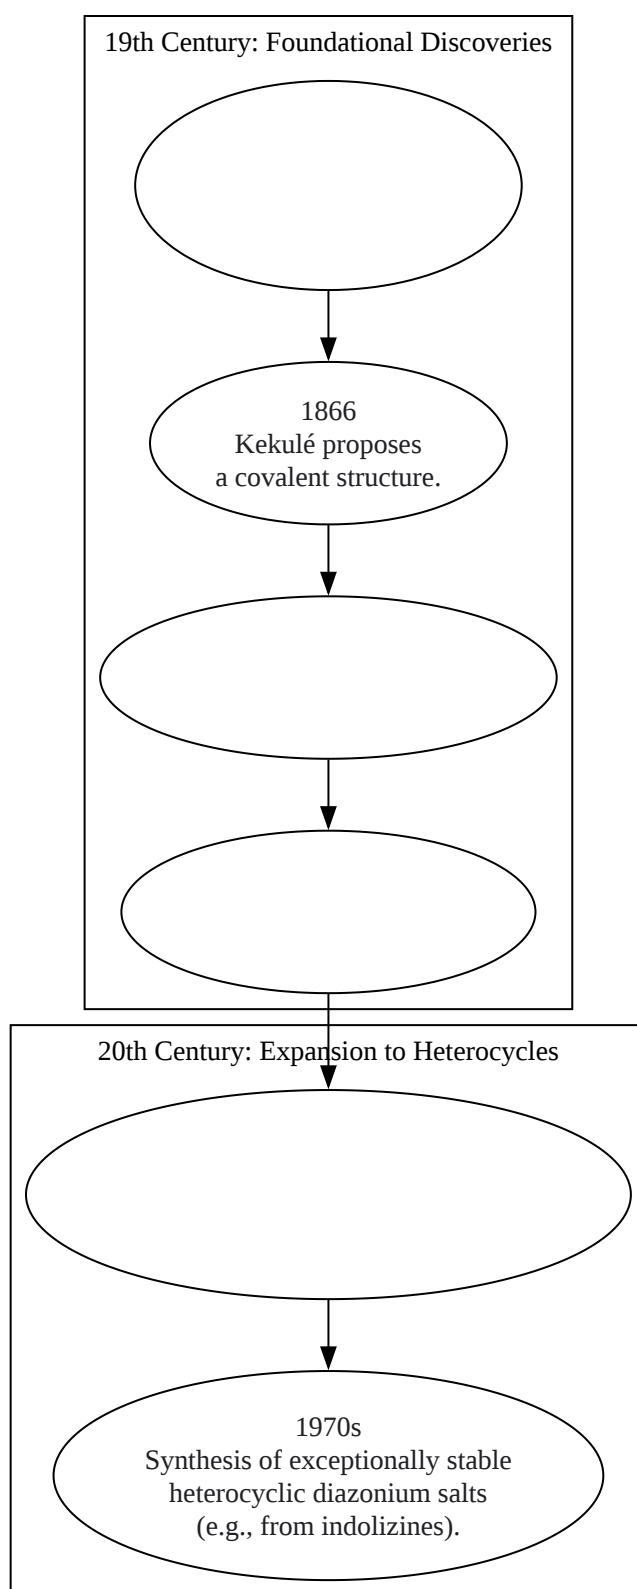 19th Century: Foundational Discoveries
1866
Kekulé proposes
a covalent structure.
20th Century: Expansion to Heterocycles
1970s
Synthesis of exceptionally stable
heterocyclic diazonium salts
(e.g., from indolizines).